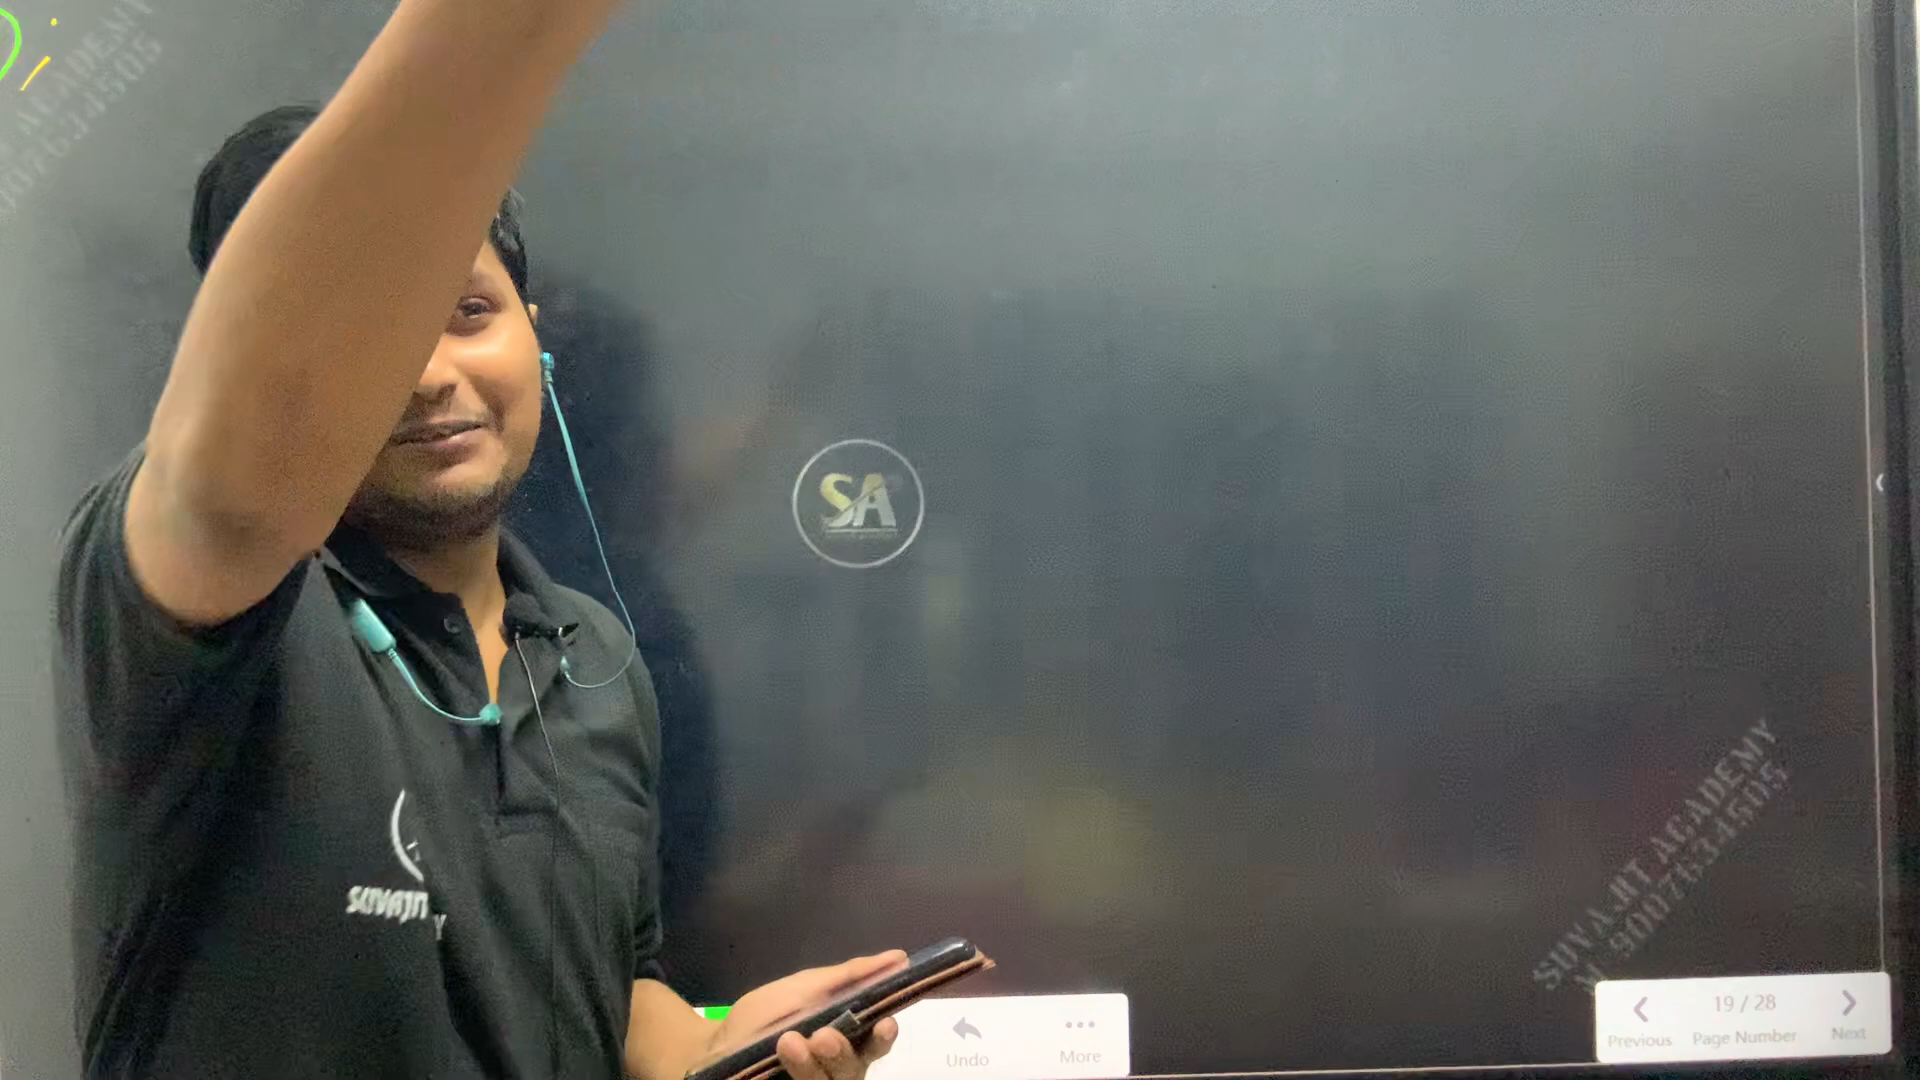 ACADEMY
SA
SUVAJIT
Y
SUVAJIT ACADEMY
M 9007634505
Undo
More
19 / 28
Previous
Page Number
Next